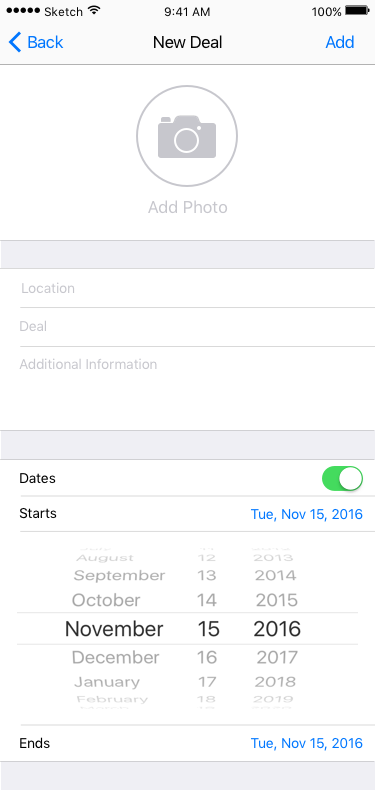 Sketch 9:41 AM 100%
Back New Deal Add
Add Photo
Location
Deal
Additional Information
Dates
Starts Tue, Nov 15, 2016
August 12 2013
September 13 2014
October 14 2015
November 15 2016
December 16 2017
January 17 2018
February 18 2019
Ends Tue, Nov 15, 2016